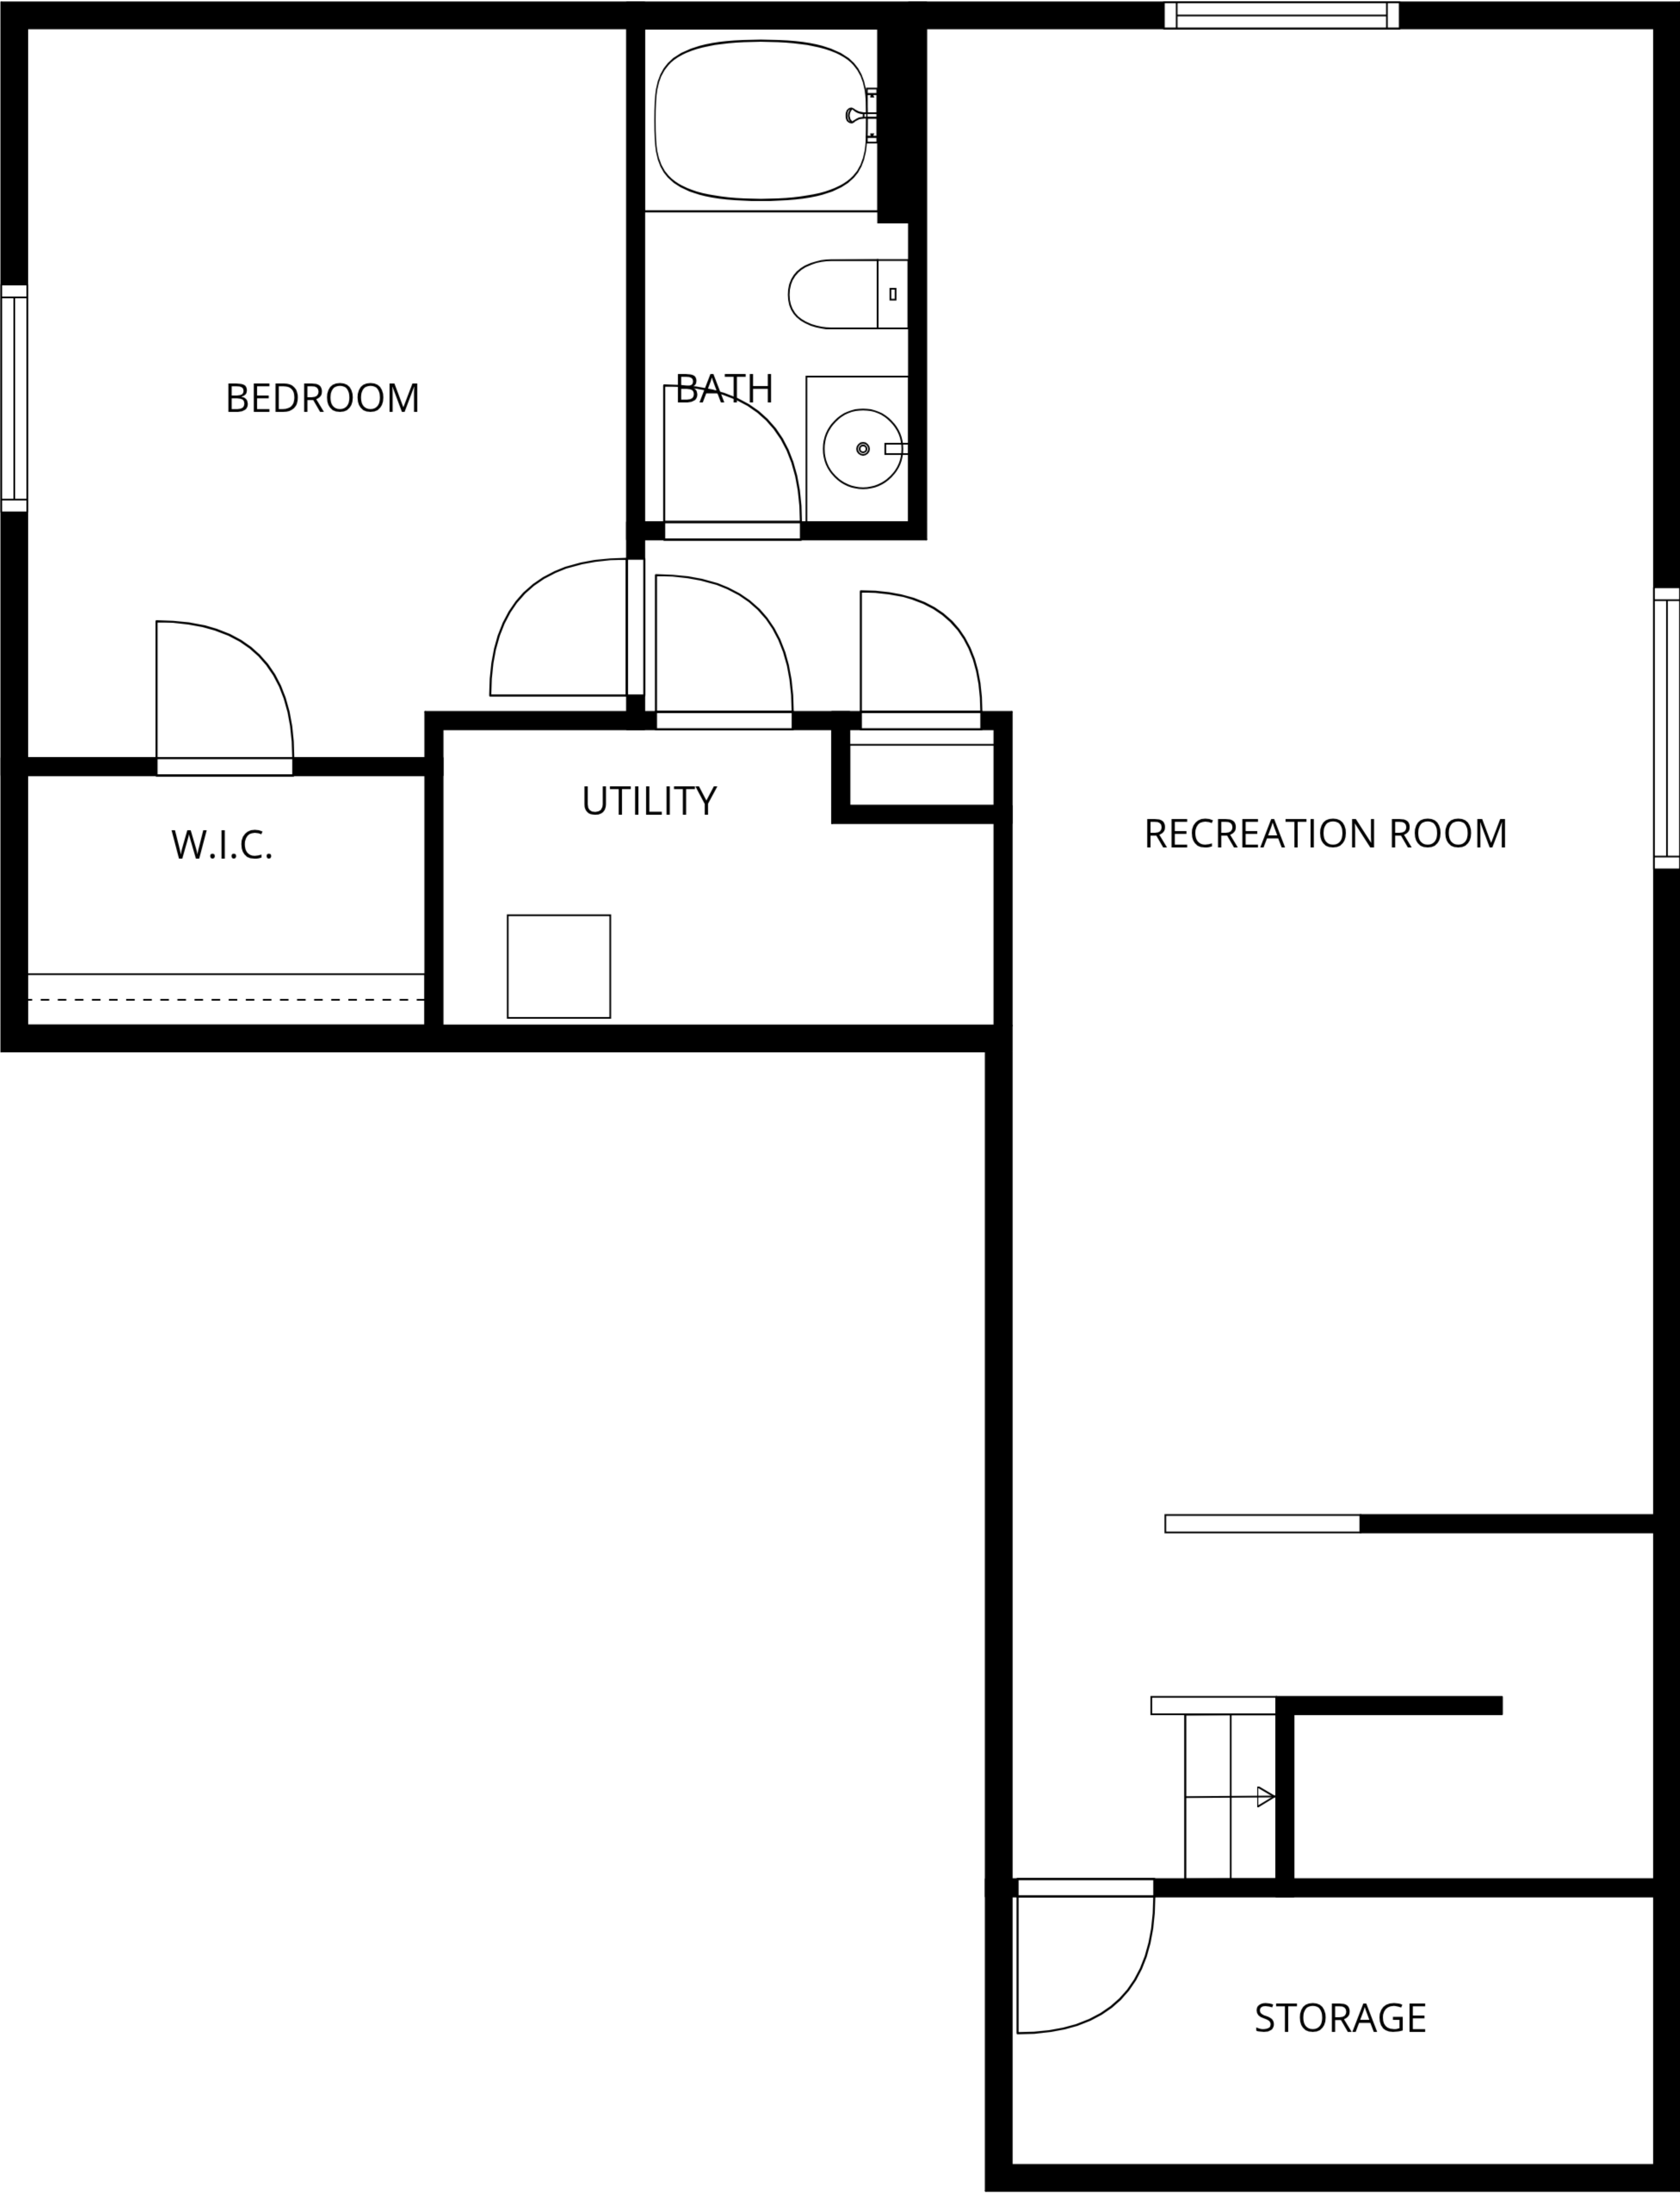 BEDROOM
BATH
UTILITY
W.I.C.
RECREATION ROOM
STORAGE